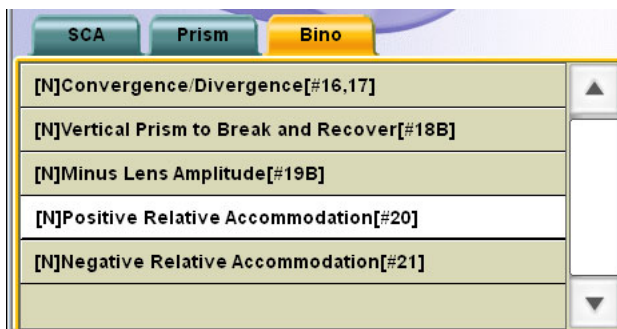 SCA Prism Bino
[N]Convergence/Divergence[#16,17]
[N]Vertical Prism to Break and Recover[#18B]
[N]Minus Lens Amplitude[#19B]
[N]Positive Relative Accommodation[#20]
[N]Negative Relative Accommodation[#21]